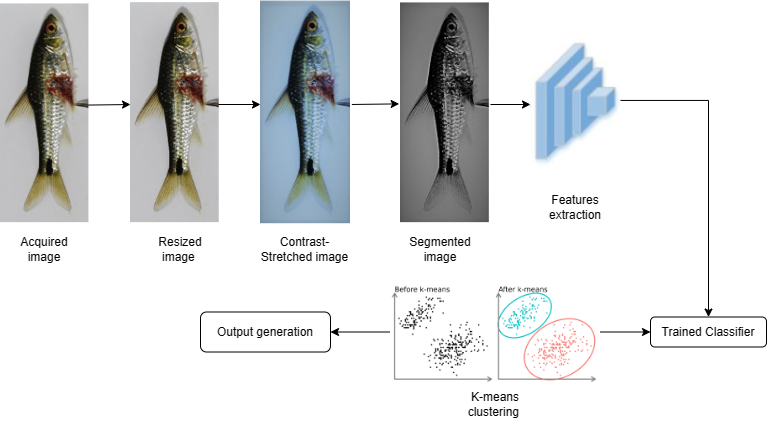 Acquired
image
Resized
image
Contrast-
Stretched image
Segmented
image
Features
extraction
Before k-means
After k-means
Output generation
Trained Classifier
K-means
clustering